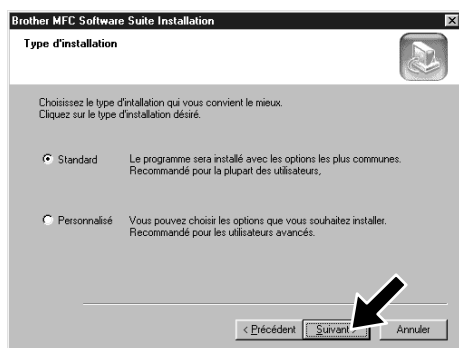 Brother MFC Software Suite Installation
Type d'installation
Choisissez le type d'intallation qui vous convient le mieux.
Cliquez sur le type d'installation désiré.
Standard
Le programme sera installé avec les options les plus communes.
Recommandé pour la plupart des utilisateurs,
Personnalisé
Vous pouvez choisir les options que vous souhaitez installer.
Recommandé pour les utilisateurs avancés.
< Précédent
Suivant >
Annuler